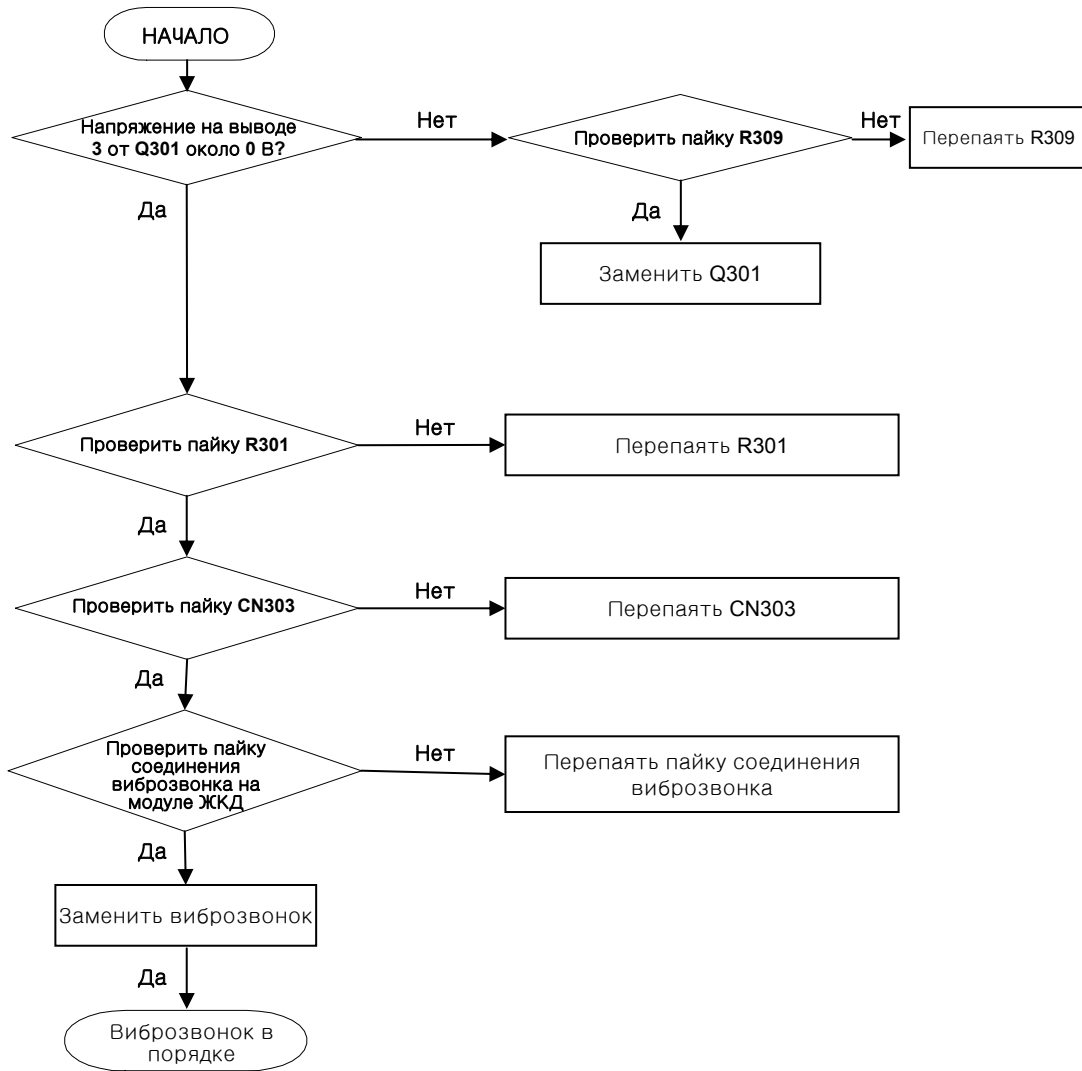 НАЧАЛО
Напряжение на выводе
3 от Q301 около 0 В?
Нет
Проверить пайку R309
Нет
Перепаять R309
Да
Да
Заменить Q301
Проверить пайку R301
Нет
Перепаять R301
Да
Проверить пайку CN303
Нет
Перепаять CN303
Да
Проверить пайку
соединения
виброзвонка на
модуле ЖКД
Нет
Перепаять пайку соединения
виброзвонка
Да
Заменить виброзвонок
Да
Виброзвонок в
порядке